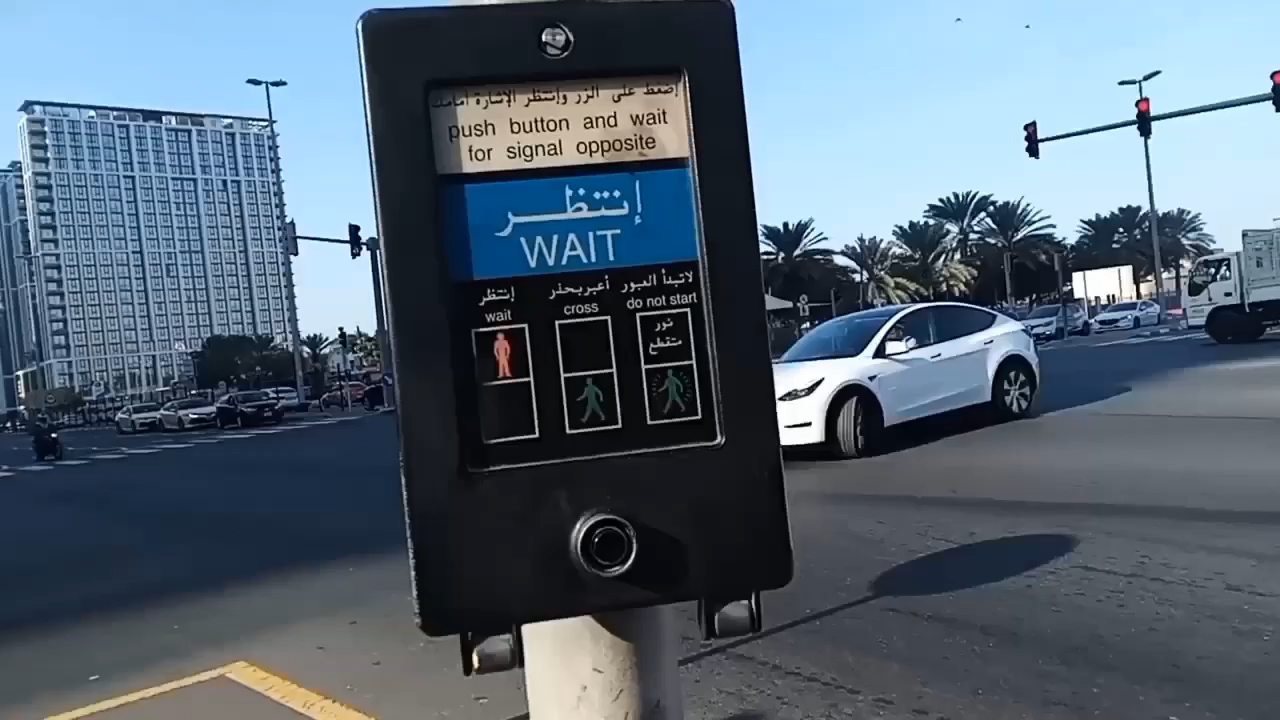 إضغط على الزر وإنتظر الإشارة أمامك
push button and wait
for signal opposite
إنتظر
WAIT
إنتظر
wait
أعبر بحذر
cross
لاتبدأ العبور
do not start
نور
متقطع